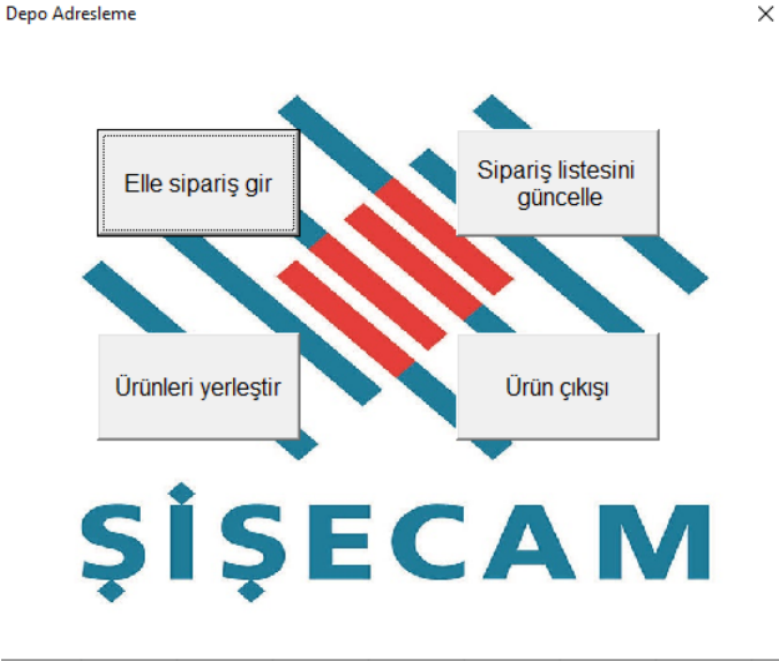 Depo Adresleme
Elle sipariş gir
Sipariş listesini
güncelle
Ürünleri yerleştir
Ürün çıkışı
ŞİŞECAM